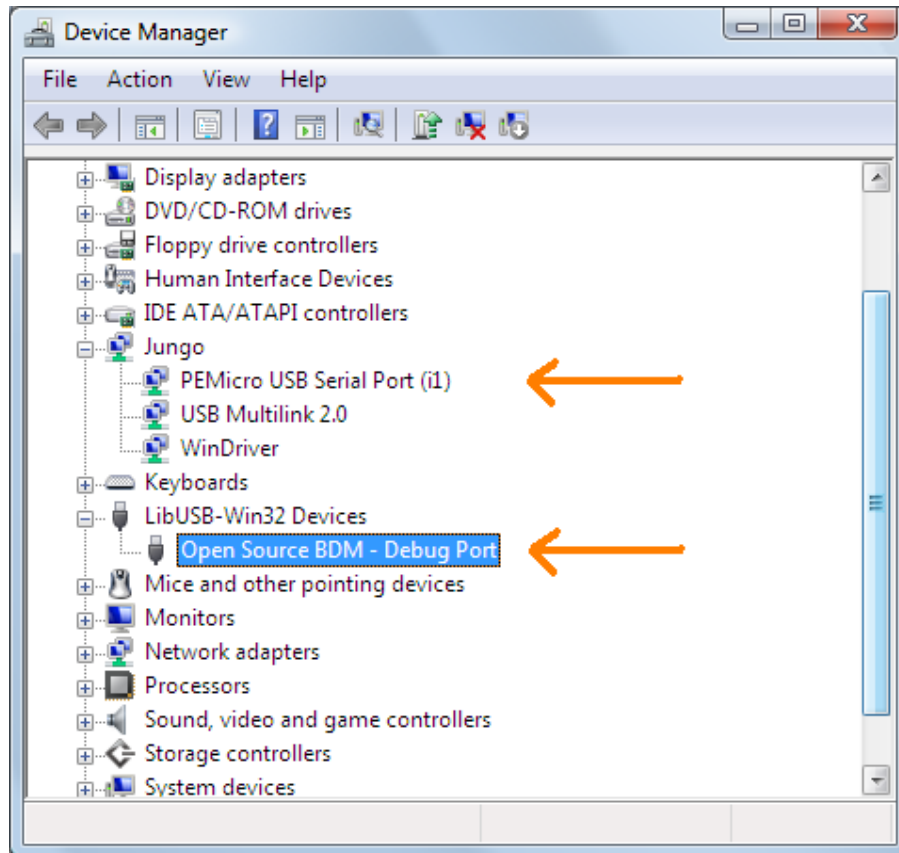 Device Manager
File Action View Help
Display adapters
DVD/CD-ROM drives
Floppy drive controllers
Human Interface Devices
IDE ATA/ATAPI controllers
Jungo
PEMicro USB Serial Port (i1)
USB Multilink 2.0
WinDriver
Keyboards
LibUSB-Win32 Devices
Open Source BDM - Debug Port
Mice and other pointing devices
Monitors
Network adapters
Processors
Sound, video and game controllers
Storage controllers
System devices